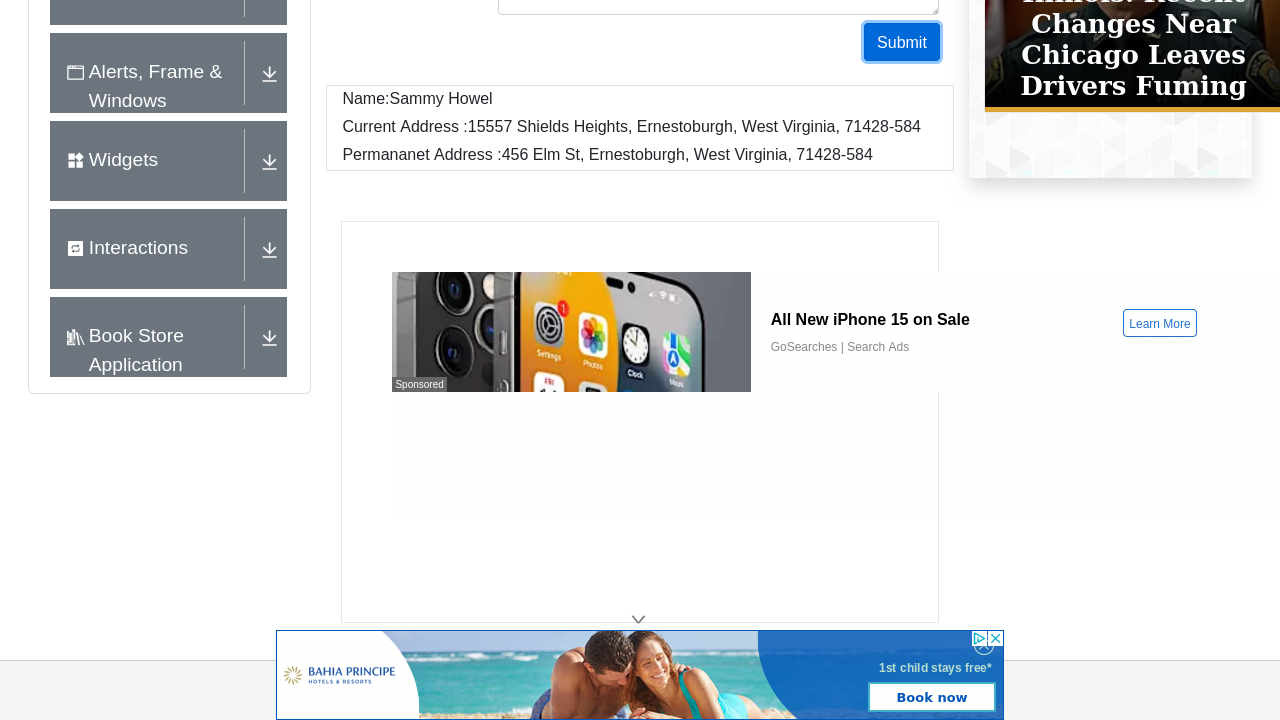 Changes Near
Chicago Leaves
Drivers Fuming
Submit
Alerts, Frame &
Windows
Name:Sammy Howel
Current Address :15557 Shields Heights, Ernestoburgh, West Virginia, 71428-584
Permananet Address :456 Elm St, Ernestoburgh, West Virginia, 71428-584
Widgets
Interactions
Book Store
Application
Settings
Photos
Clock
Maps
FRI
1
Sponsored
All New iPhone 15 on Sale
GoSearches | Search Ads
Learn More
BAHIA PRINCIPE
HOTELS & RESORTS
1st child stays free*
Book now